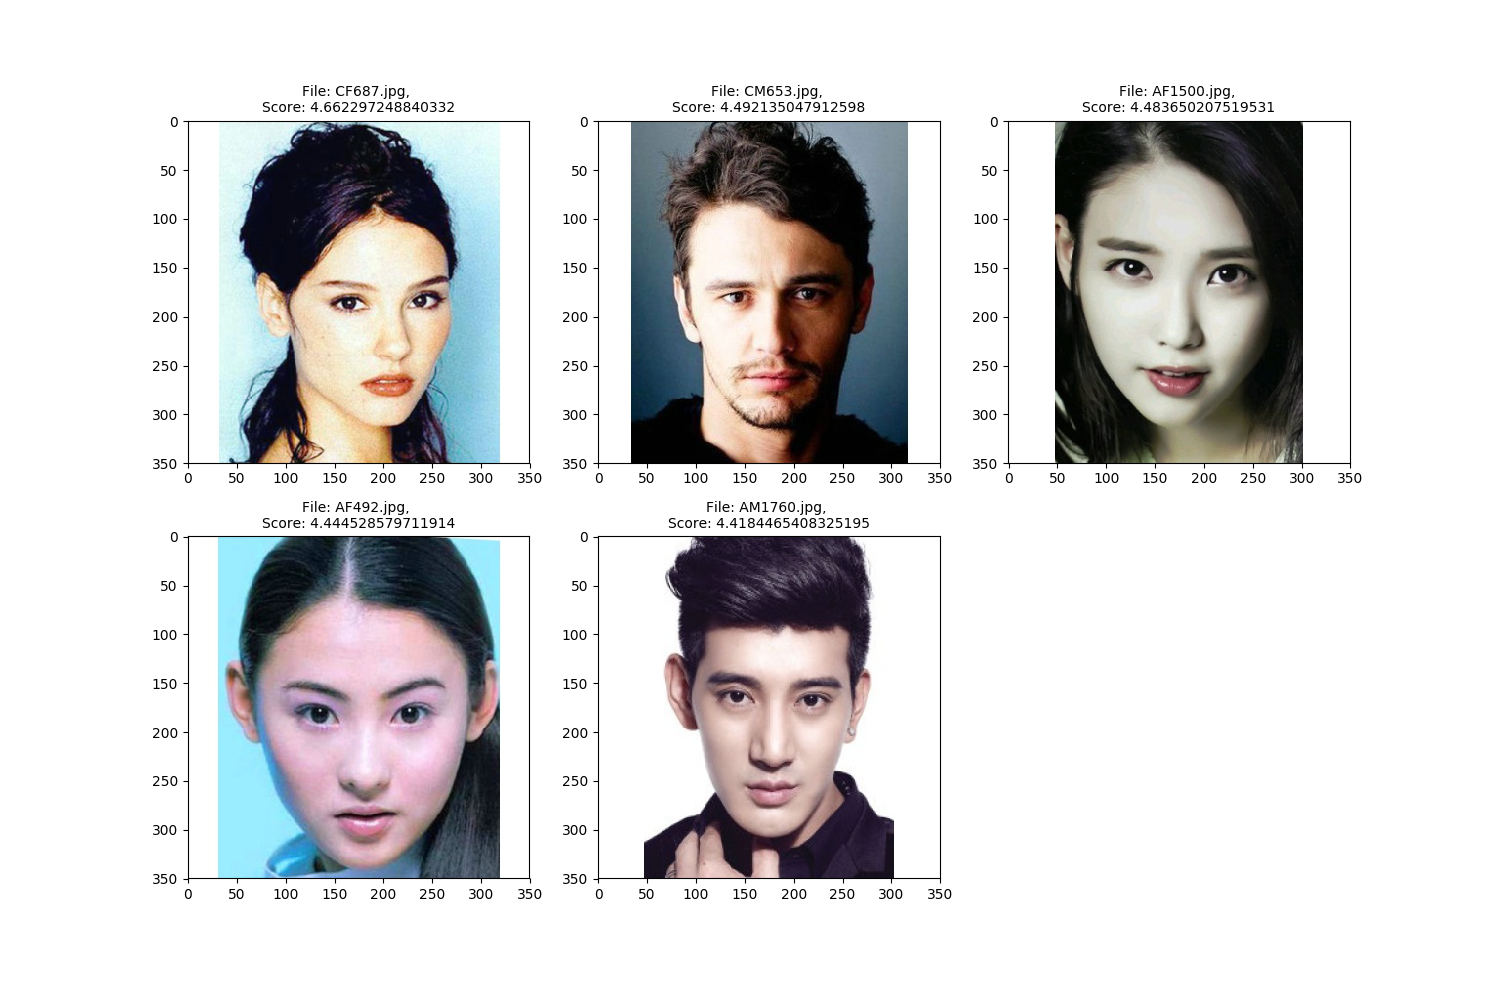 File: CF687.jpg,
Score: 4.662297248840332
File: CM653.jpg,
Score: 4.492135047912598
File: AF1500.jpg,
Score: 4.483650207519531
0
50
100
150
200
250
300
350
0 50 100 150 200 250 300 350
0
50
100
150
200
250
300
350
0 50 100 150 200 250 300 350
0
50
100
150
200
250
300
350
0 50 100 150 200 250 300 350
File: AF492.jpg,
Score: 4.444528579711914
File: AM1760.jpg,
Score: 4.4184465408325195
0
50
100
150
200
250
300
350
0 50 100 150 200 250 300 350
0
50
100
150
200
250
300
350
0 50 100 150 200 250 300 350